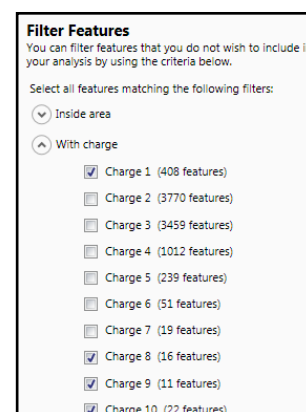 Filter Features
You can filter features that you do not wish to include i
your analysis by using the criteria below.
Select all features matching the following filters:
Inside area
With charge
Charge 1 (408 features)
Charge 2 (3770 features)
Charge 3 (3459 features)
Charge 4 (1012 features)
Charge 5 (239 features)
Charge 6 (51 features)
Charge 7 (19 features)
Charge 8 (16 features)
Charge 9 (11 features)
Charge 10 (22 features)